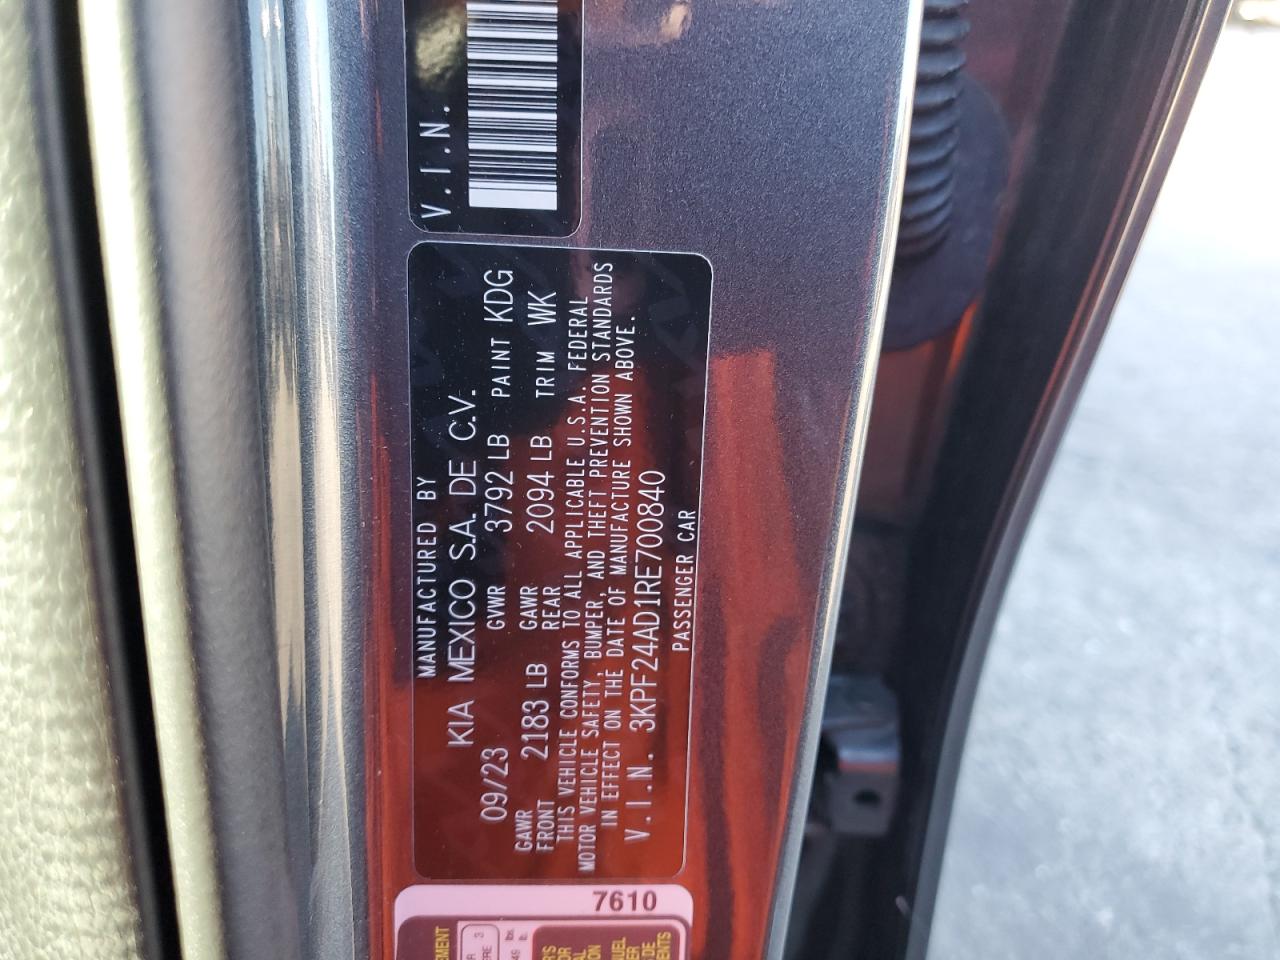 V.I.N.
MANUFACTURED BY
KIA MEXICO S.A. DE C.V.
09/23 GVWR 3792 LB PAINT KDG
GAWR FRONT 2183 LB GAWR REAR 2094 LB TRIM WK
THIS VEHICLE CONFORMS TO ALL APPLICABLE U.S.A. FEDERAL
MOTOR VEHICLE SAFETY, BUMPER, AND THEFT PREVENTION STANDARDS
IN EFFECT ON THE DATE OF MANUFACTURE SHOWN ABOVE.
V.I.N. 3KPF24AD1RE700840
PASSENGER CAR
7610